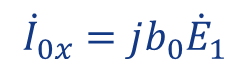 İ₀ₓ = jb₀Ė₁